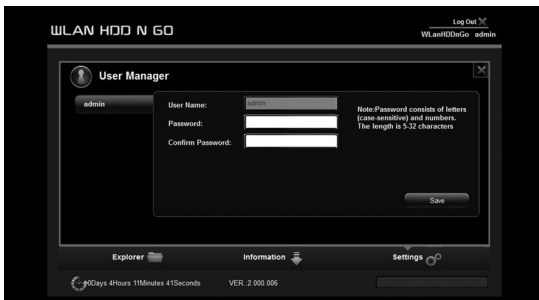 WLAN HDD N GO
Log Out
WLanHDDnGo admin
User Manager
admin
User Name:
admin
Password:
Confirm Password:
Note:Password consists of letters
(case-sensitive) and numbers.
The length is 5-32 characters
Save
Explorer
Information
Settings
0Days 4Hours 11Minutes 41Seconds
VER.:2.000.006